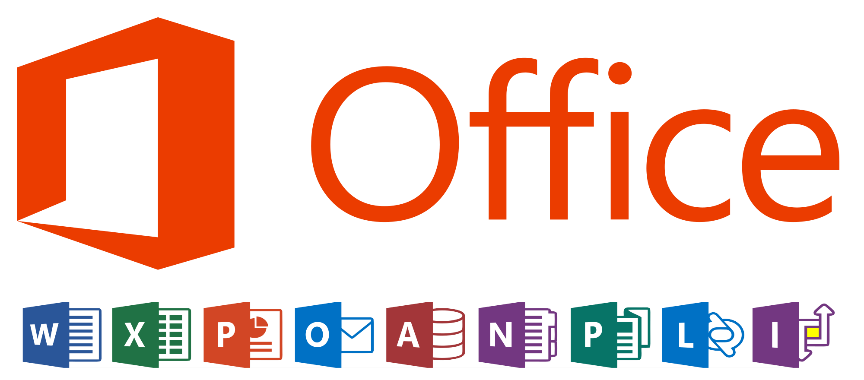 Office
W X P O A N P L I